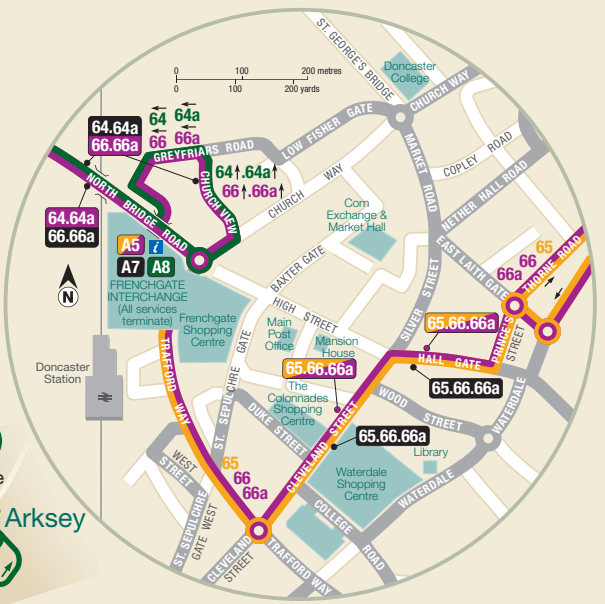 ST. GEORGE'S BRIDGE
Doncaster
College
CHURCH WAY
0 100 200 metres
0 100 200 yards
64 64a
66 66a
64.64a
66.66a
GREYFRIARS ROAD
LOW FISHER GATE
MARKET ROAD
COPLEY ROAD
NETHER HALL ROAD
64 64a
66 .66a
CHURCH VIEW
CHURCH WAY
NORTH BRIDGE ROAD
64.64a
66.66a
Corn
Exchange &
Market Hall
EAST LAITH GATE
65
66
66a
THORNE ROAD
A5 i
A7 A8
N
FRENCHGATE
INTERCHANGE
(All services
terminate)
BAXTER GATE
SILVER STREET
HIGH STREET
Frenchgate
Shopping
Centre
Main
Post
Office
Mansion
House
65.66.66a
PRINCE'S
STREET
HALL GATE
65.66.66a
65.66.66a
Doncaster
Station
TRAFFORD WAY
ST. SEPULCHRE GATE
The
Colonnades
Shopping
Centre
DUKE STREET
WOOD STREET
WATERDALE
65.66.66a
CLEVELAND STREET
Library
WEST
STREET
65
66
66a
Waterdale
Shopping
Centre
WATERDALE
ST. SEPULCHRE
GATE WEST
COLLEGE
ROAD
CLEVELAND
STREET
TRAFFORD WAY
e
Arksey